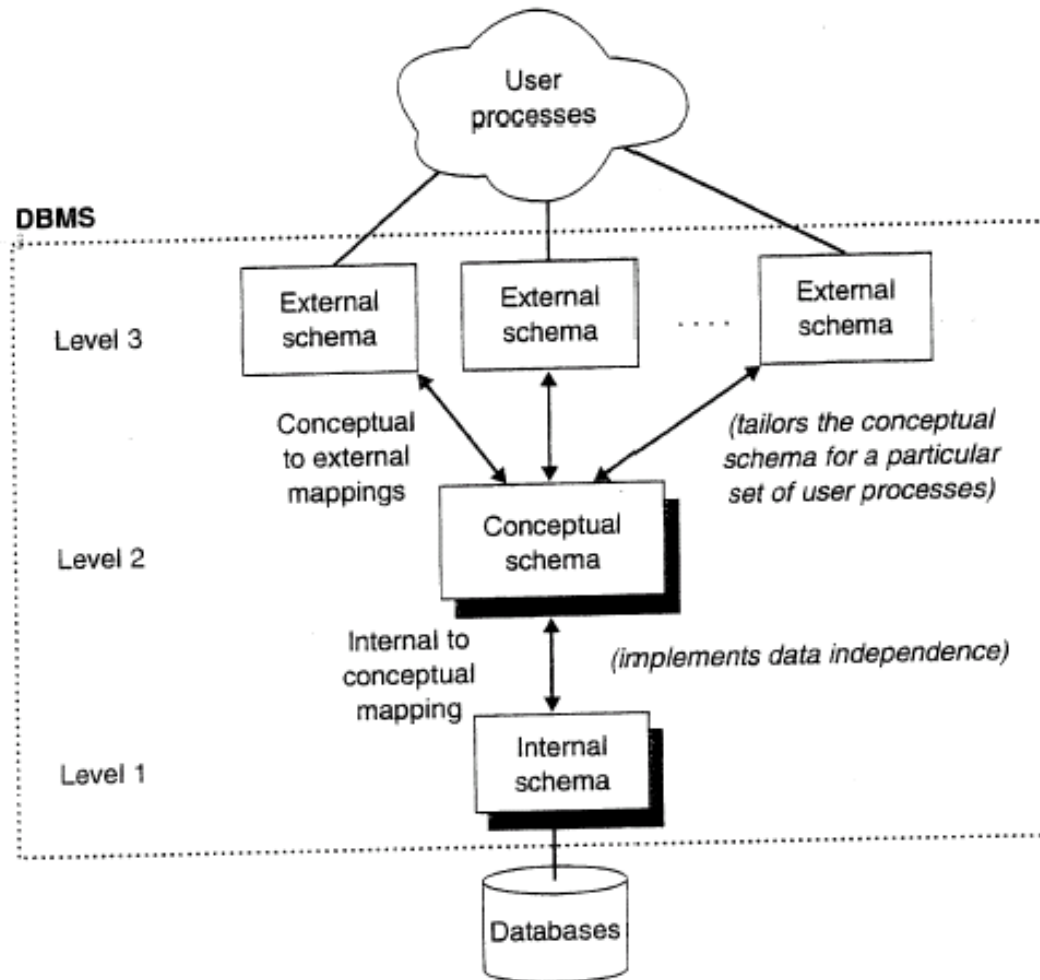 User
processes
DBMS
External
schema
External
schema
. . . .
External
schema
Level 3
Conceptual
to external
mappings
(tailors the conceptual
schema for a particular
set of user processes)
Conceptual
schema
Level 2
Internal to
conceptual
mapping
(implements data independence)
Internal
schema
Level 1
Databases